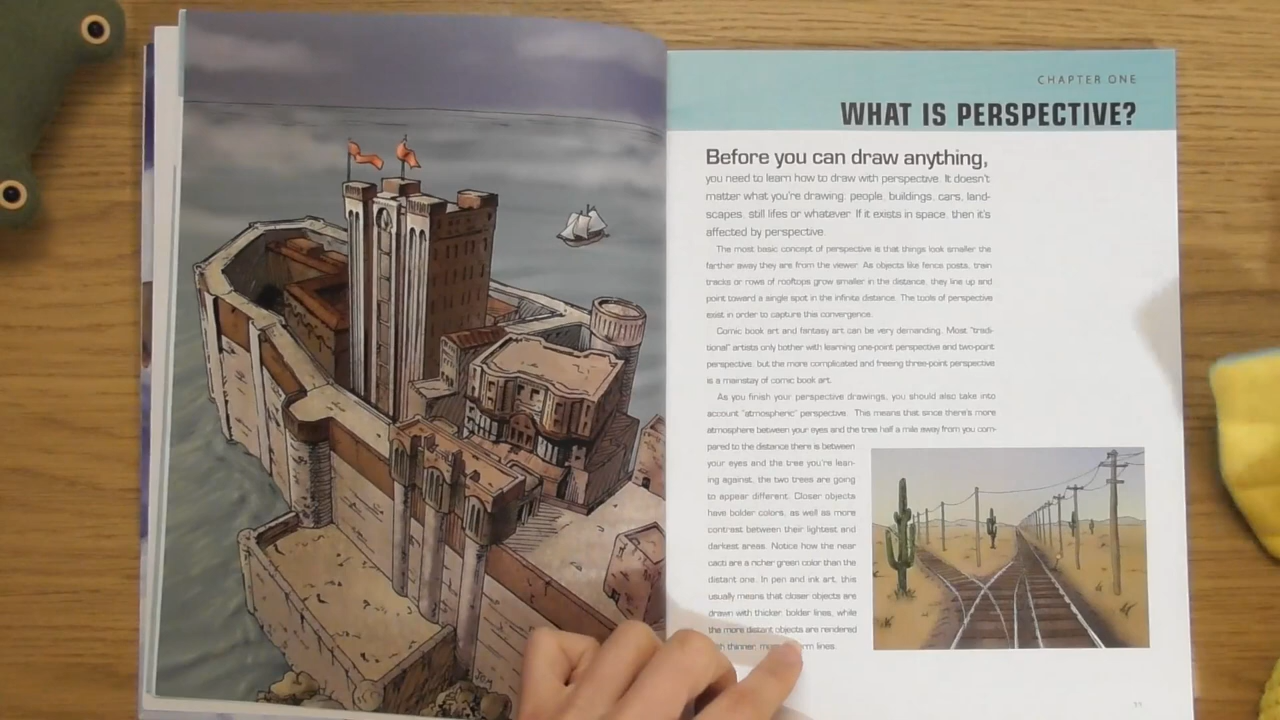 CHAPTER ONE
WHAT IS PERSPECTIVE?
Before you can draw anything,
you need to learn how to draw with perspective. It doesn't
matter what you're drawing: people, buildings, cars, land-
scapes, still lifes or whatever. If it exists in space, then it's
affected by perspective.
The most basic concept of perspective is that things look smaller the
farther away they are from the viewer. As objects like fence posts, train
tracks or rows of rooftops grow smaller in the distance, they line up and
point toward a single spot in the infinite distance. The tools of perspective
exist in order to capture this convergence.
Comic book art and fantasy art can be very demanding. Most "tradi-
tional" artists only bother with learning one-point perspective and two-point
perspective, but the more complicated and freeing three-point perspective
is a mainstay of comic book art.
As you finish your perspective drawings, you should also take into
account "atmospheric" perspective. This means that since there's more
atmosphere between your eyes and the tree half a mile away from you com-
pared to the distance there is between
your eyes and the tree you're lean-
ing against, the two trees are going
to appear different. Closer objects
have bolder colors, as well as more
contrast between their lightest and
darkest areas. Notice how the near
cacti are a richer green color than the
distant one. In pen and ink art, this
usually means that closer objects are
drawn with thicker, bolder lines, while
the more distant objects are rendered
thinner, lines.
11